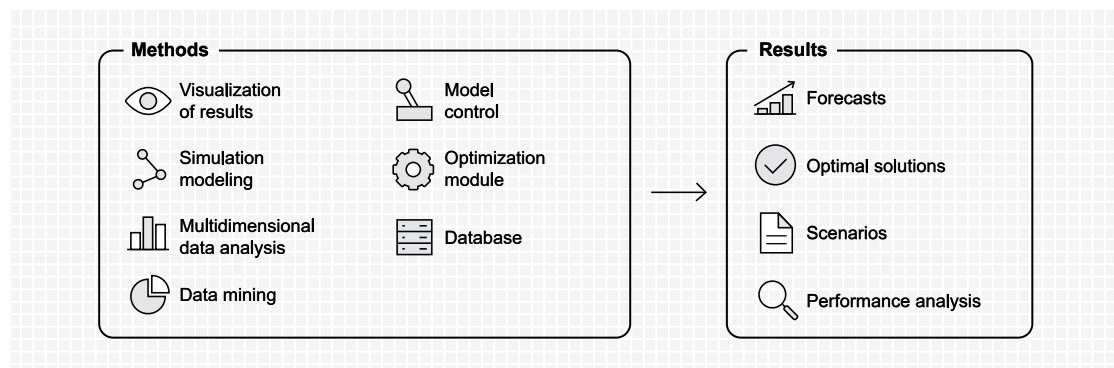 Methods
Visualization
of results
Simulation
modeling
Multidimensional
data analysis
Data mining
Model
control
Optimization
module
Database
Results
Forecasts
Optimal solutions
Scenarios
Performance analysis